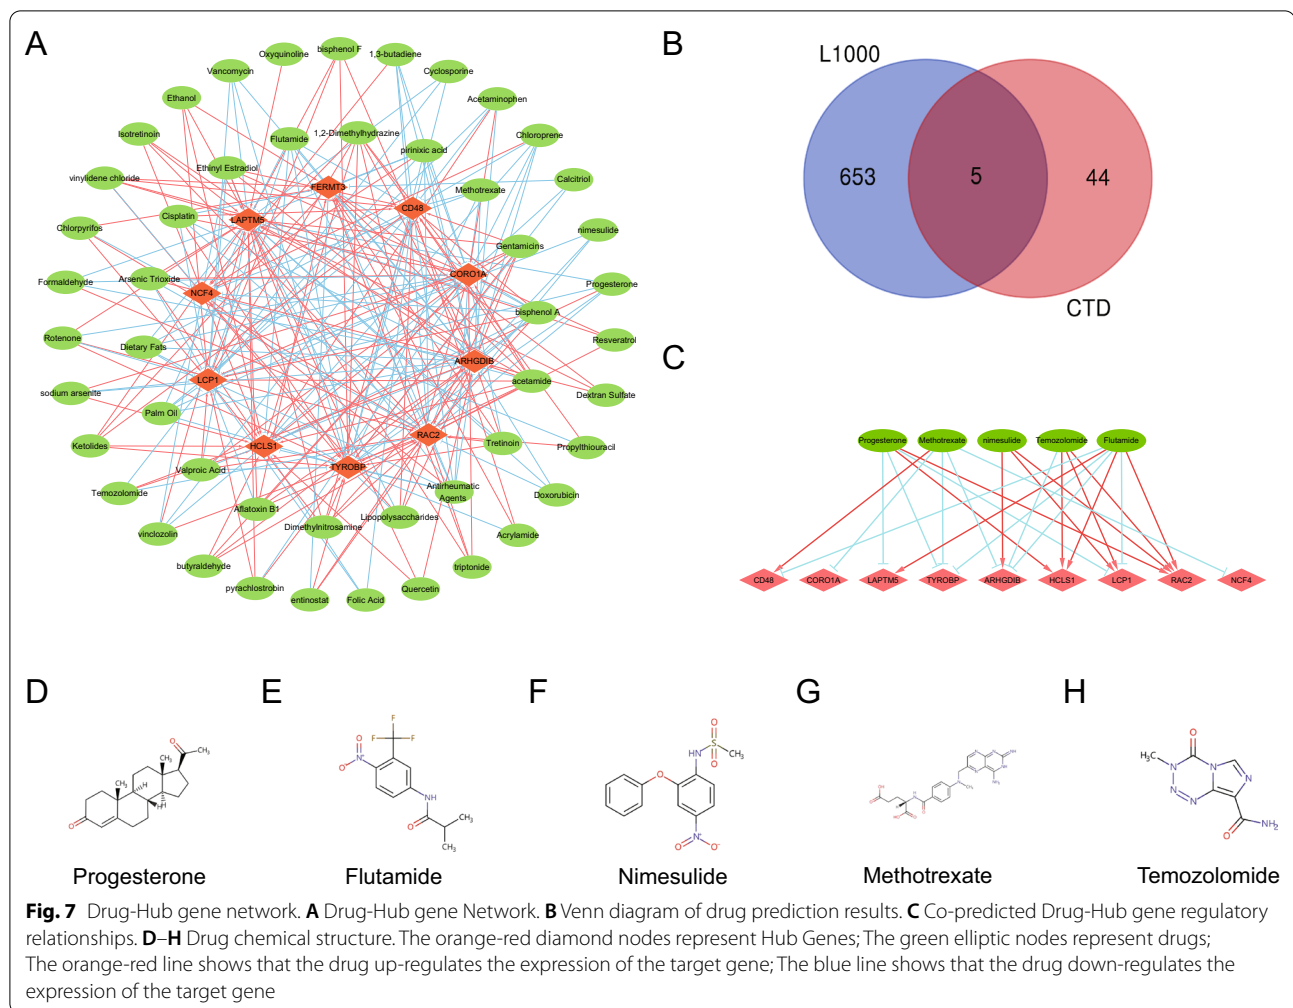 A
bisphenol F
Oxyquinoline
1,3-butadiene
Vancomycin
Cyclosporine
Ethanol
Acetaminophen
Isotretinoin
Flutamide
1,2-Dimethylhydrazine
Chloroprene
pirinixic acid
Ethinyl Estradiol
vinylidene chloride
FERMT3
Methotrexate
Calcitriol
CD48
Cisplatin
LAPTM5
Chlorpyrifos
nimesulide
Gentamicins
Formaldehyde
Arsenic Trioxide
CORO1A
Progesterone
NCF4
bisphenol A
Rotenone
Dietary Fats
Resveratrol
ARHGDIB
LCP1
acetamide
sodium arsenite
Dextran Sulfate
Palm Oil
Ketolides
HCLS1
RAC2
Tretinoin
Propylthiouracil
Valproic Acid
TYROBP
Temozolomide
Antirheumatic
Agents
Doxorubicin
Aflatoxin B1
Lipopolysaccharides
vinclozolin
Dimethylnitrosamine
Acrylamide
butyraldehyde
triptonide
pyrachlostrobin
entinostat
Folic Acid
Quercetin
B
L1000
653
5
44
CTD
C
Progesterone
Methotrexate
nimesulide
Temozolomide
Flutamide
CD48
CORO1A
LAPTM5
TYROBP
ARHGDIB
HCLS1
LCP1
RAC2
NCF4
D
E
F
G
H
Progesterone
Flutamide
Nimesulide
Methotrexate
Temozolomide
Fig. 7 Drug-Hub gene network. A Drug-Hub gene Network. B Venn diagram of drug prediction results. C Co-predicted Drug-Hub gene regulatory
relationships. D–H Drug chemical structure. The orange-red diamond nodes represent Hub Genes; The green elliptic nodes represent drugs;
The orange-red line shows that the drug up-regulates the expression of the target gene; The blue line shows that the drug down-regulates the
expression of the target gene